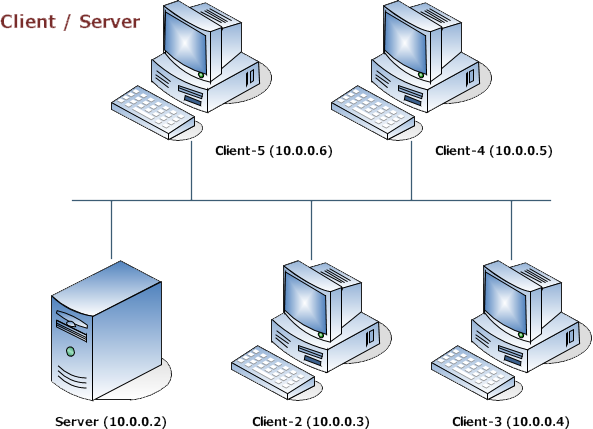 Client / Server
Client-5 (10.0.0.6)
Client-4 (10.0.0.5)
Server (10.0.0.2)
Client-2 (10.0.0.3)
Client-3 (10.0.0.4)